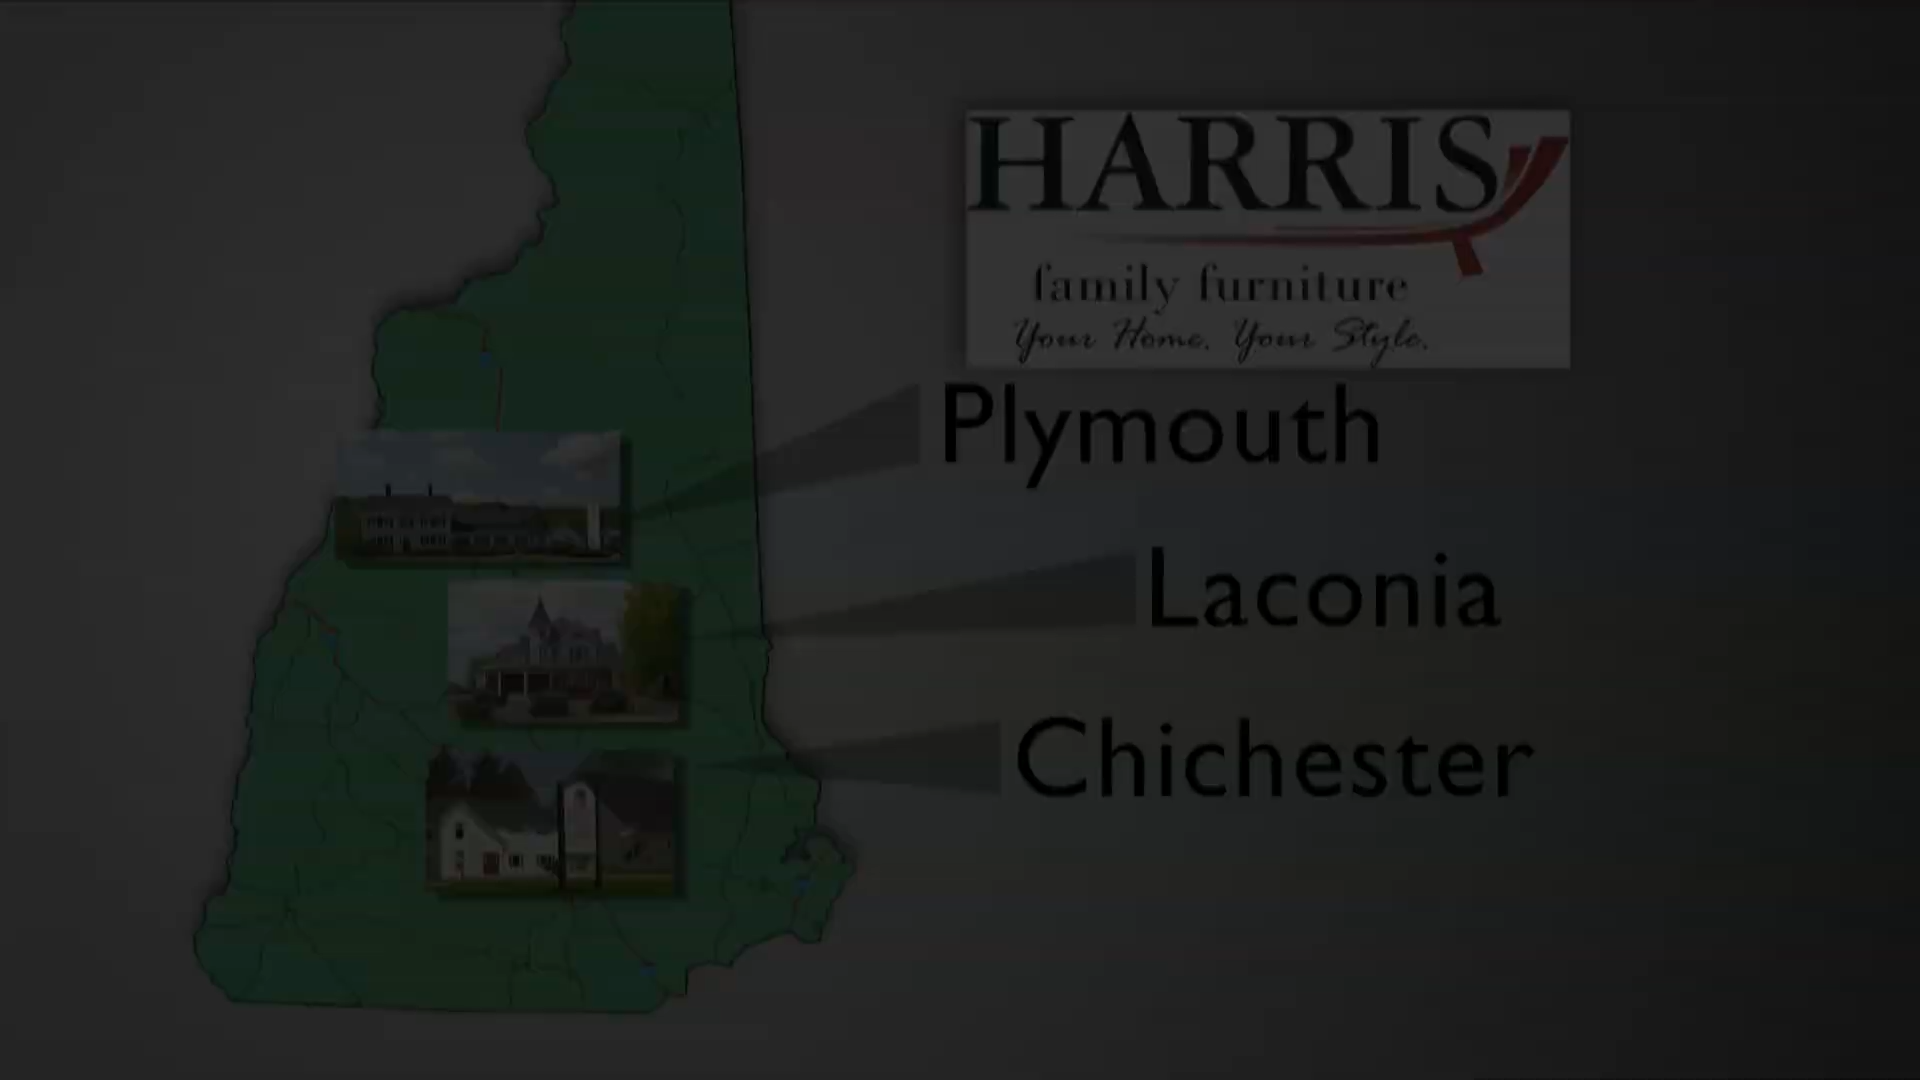 HARRIS
family furniture
Your Home. Your Style.
Plymouth
Laconia
Chichester